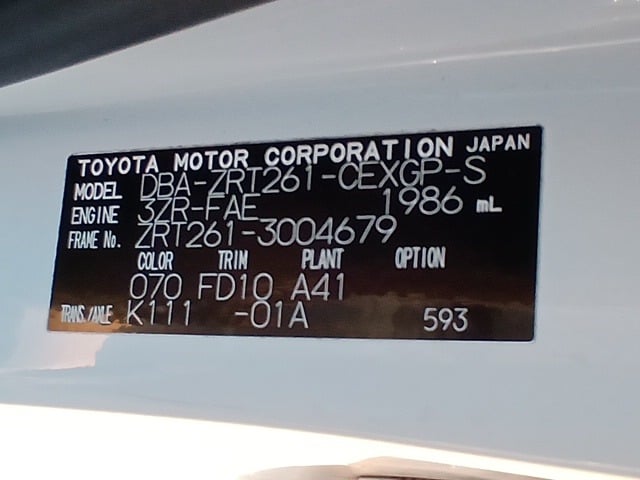 TOYOTA MOTOR CORPORATION JAPAN
MODEL DBA-ZRT261-CEXGP-S
ENGINE 3ZR-FAE 1986 mL
FRAME No. ZRT261-3004679
COLOR TRIM PLANT OPTION
070 FD10 A41
TRANS./AXLE K111 -01A 593